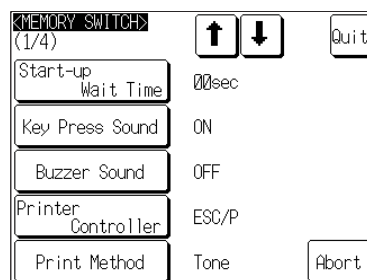 <MEMORY SWITCH>
(1/4)
Quit
Start-up
Wait Time
00sec
Key Press Sound
ON
Buzzer Sound
OFF
Printer
Controller
ESC/P
Print Method
Tone
Abort